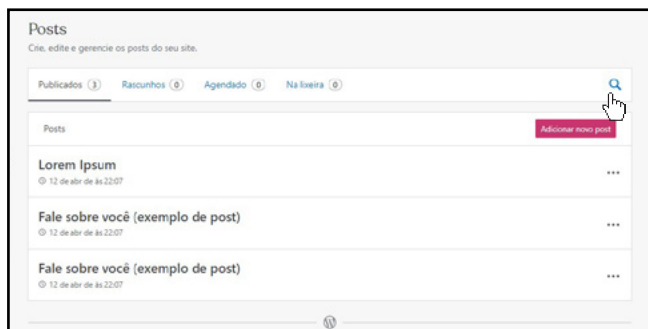 Posts
Crie, edite e gerencie os posts do seu site.
Publicados 3 Rascunhos 0 Agendado 0 Na lixeira 0
Posts Adicionar novo post
Lorem Ipsum
12 de abr de às 22:07
Fale sobre você (exemplo de post)
12 de abr de às 22:07
Fale sobre você (exemplo de post)
12 de abr de às 22:07